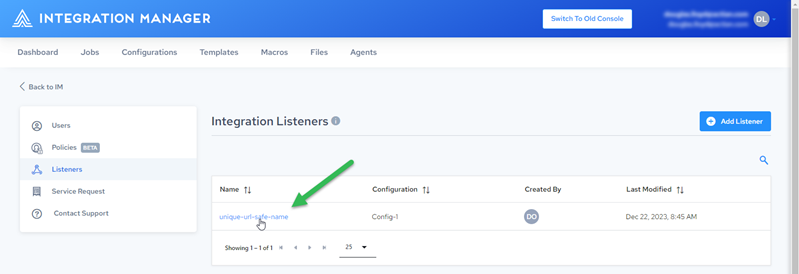 INTEGRATION MANAGER
Switch To Old Console
DL
Dashboard Jobs Configurations Templates Macros Files Agents
Back to IM
Users
Policies BETA
Listeners
Service Request
Contact Support
Integration Listeners
Add Listener
Name Configuration Created By Last Modified
unique-url-safe-name Config-1 DO Dec 22, 2023, 8:45 AM
Showing 1 – 1 of 1 25